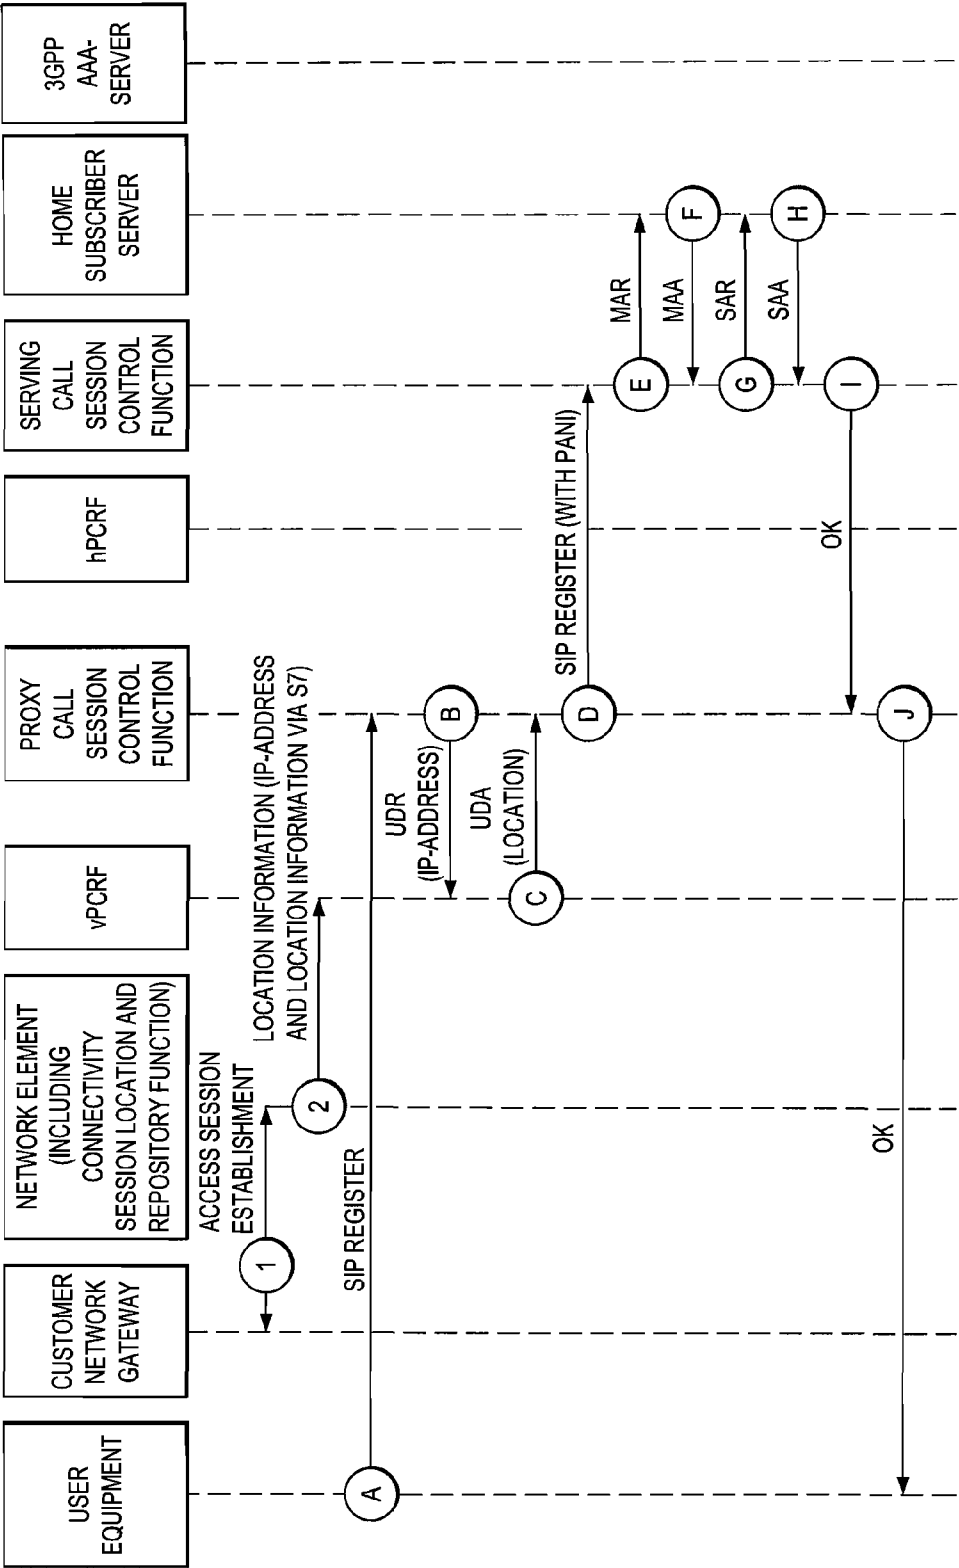 USER
EQUIPMENT
CUSTOMER
NETWORK
GATEWAY
NETWORK ELEMENT
(INCLUDING
CONNECTIVITY
SESSION LOCATION AND
REPOSITORY FUNCTION)
vPCRF
PROXY
CALL
SESSION
CONTROL
FUNCTION
hPCRF
SERVING
CALL
SESSION
CONTROL
FUNCTION
HOME
SUBSCRIBER
SERVER
3GPP
AAA-
SERVER
ACCESS SESSION
ESTABLISHMENT
1
LOCATION INFORMATION (IP-ADDRESS
AND LOCATION INFORMATION VIA S7)
2
SIP REGISTER
A
UDR
(IP-ADDRESS)
B
UDA
(LOCATION)
C
SIP REGISTER (WITH PANI)
D
MAR
E
MAA
F
SAR
G
SAA
H
OK
I
OK
J